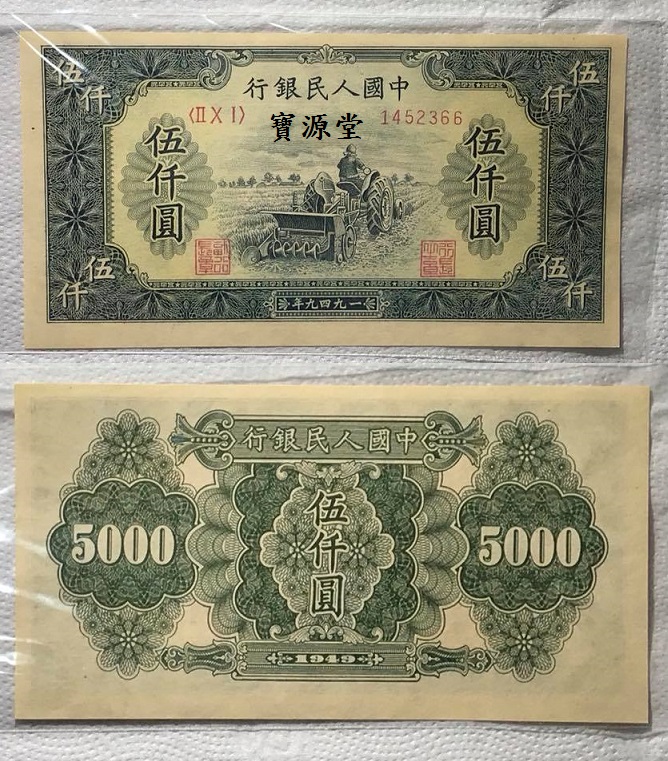 伍仟
伍仟
行銀民人國中
〈II X I〉
寶源堂
1452366
伍仟圓
伍仟圓
伍仟
伍仟
年九四九一
行銀民人國中
5000
伍仟圓
5000
1949